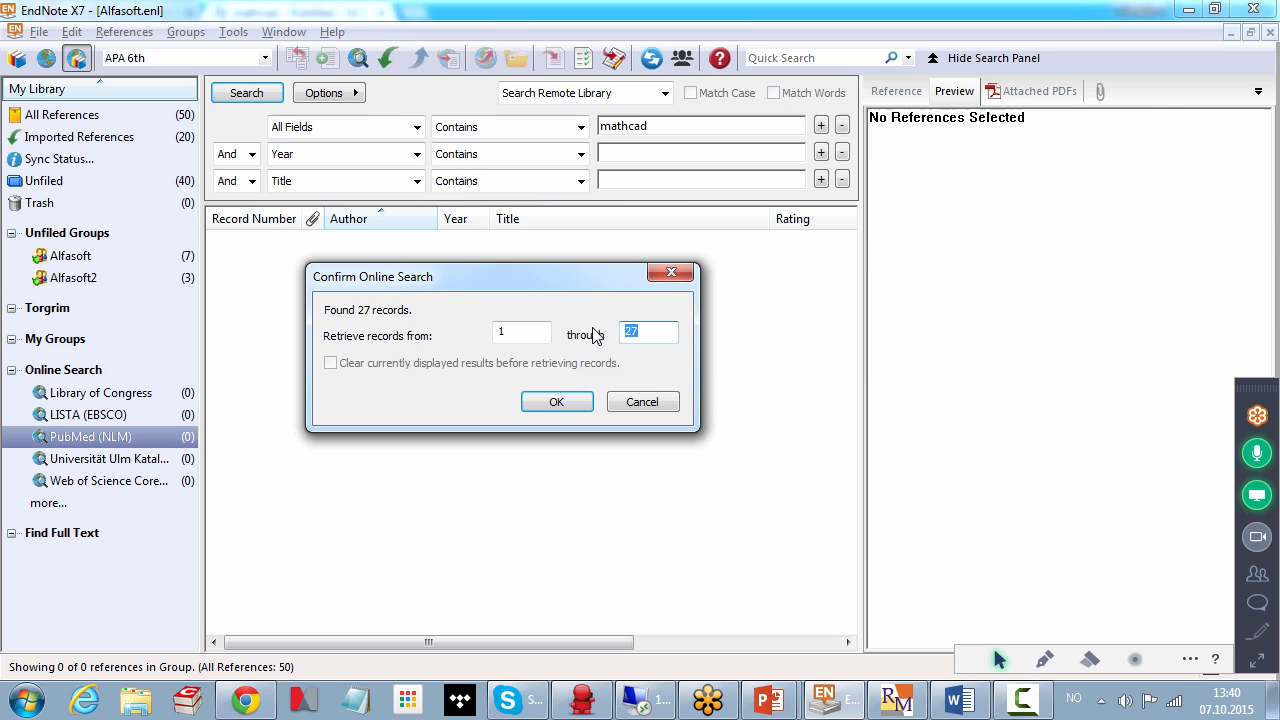 EndNote X7 - [Alfasoft.enl]
File Edit References Groups Tools Window Help
APA 6th
Quick Search
Hide Search Panel
My Library
All References (50)
Imported References (20)
Sync Status...
Unfiled (40)
Trash (0)
Unfiled Groups
Alfasoft (7)
Alfasoft2 (3)
Torgrim
My Groups
Online Search
Library of Congress (0)
LISTA (EBSCO) (0)
PubMed (NLM) (0)
Universität Ulm Katal... (0)
Web of Science Core... (0)
more...
Find Full Text
Search Options Search Remote Library Match Case Match Words
All Fields Contains mathcad + -
And Year Contains + -
And Title Contains + -
Record Number Author Year Title Rating
Confirm Online Search
Found 27 records.
Retrieve records from: 1 through 27
Clear currently displayed results before retrieving records.
OK Cancel
Reference Preview Attached PDFs
No References Selected
Showing 0 of 0 references in Group. (All References: 50)
S... 1... E...
NO
13:40
07.10.2015